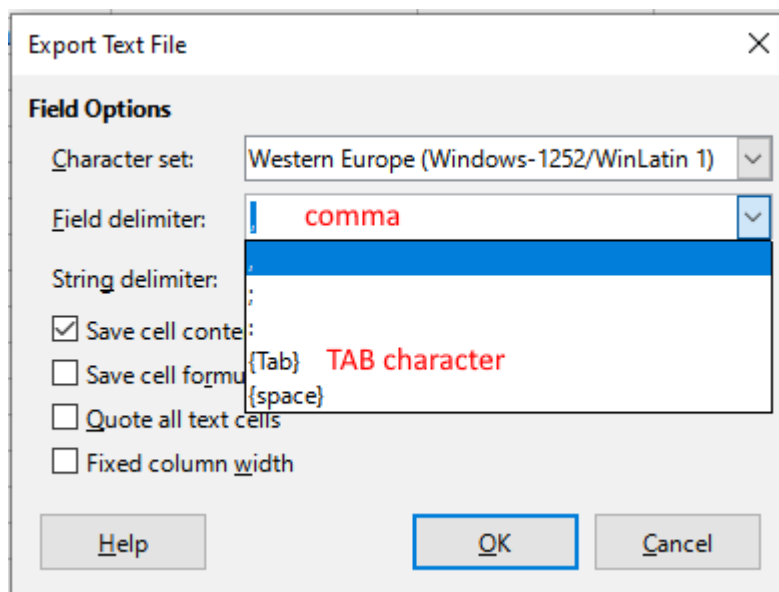 Export Text File
Field Options
Character set: Western Europe (Windows-1252/WinLatin 1)
Field delimiter: , comma
,
String delimiter:
;
Save cell conte
:
{Tab} TAB character
Save cell formu
{space}
Quote all text cells
Fixed column width
Help OK Cancel